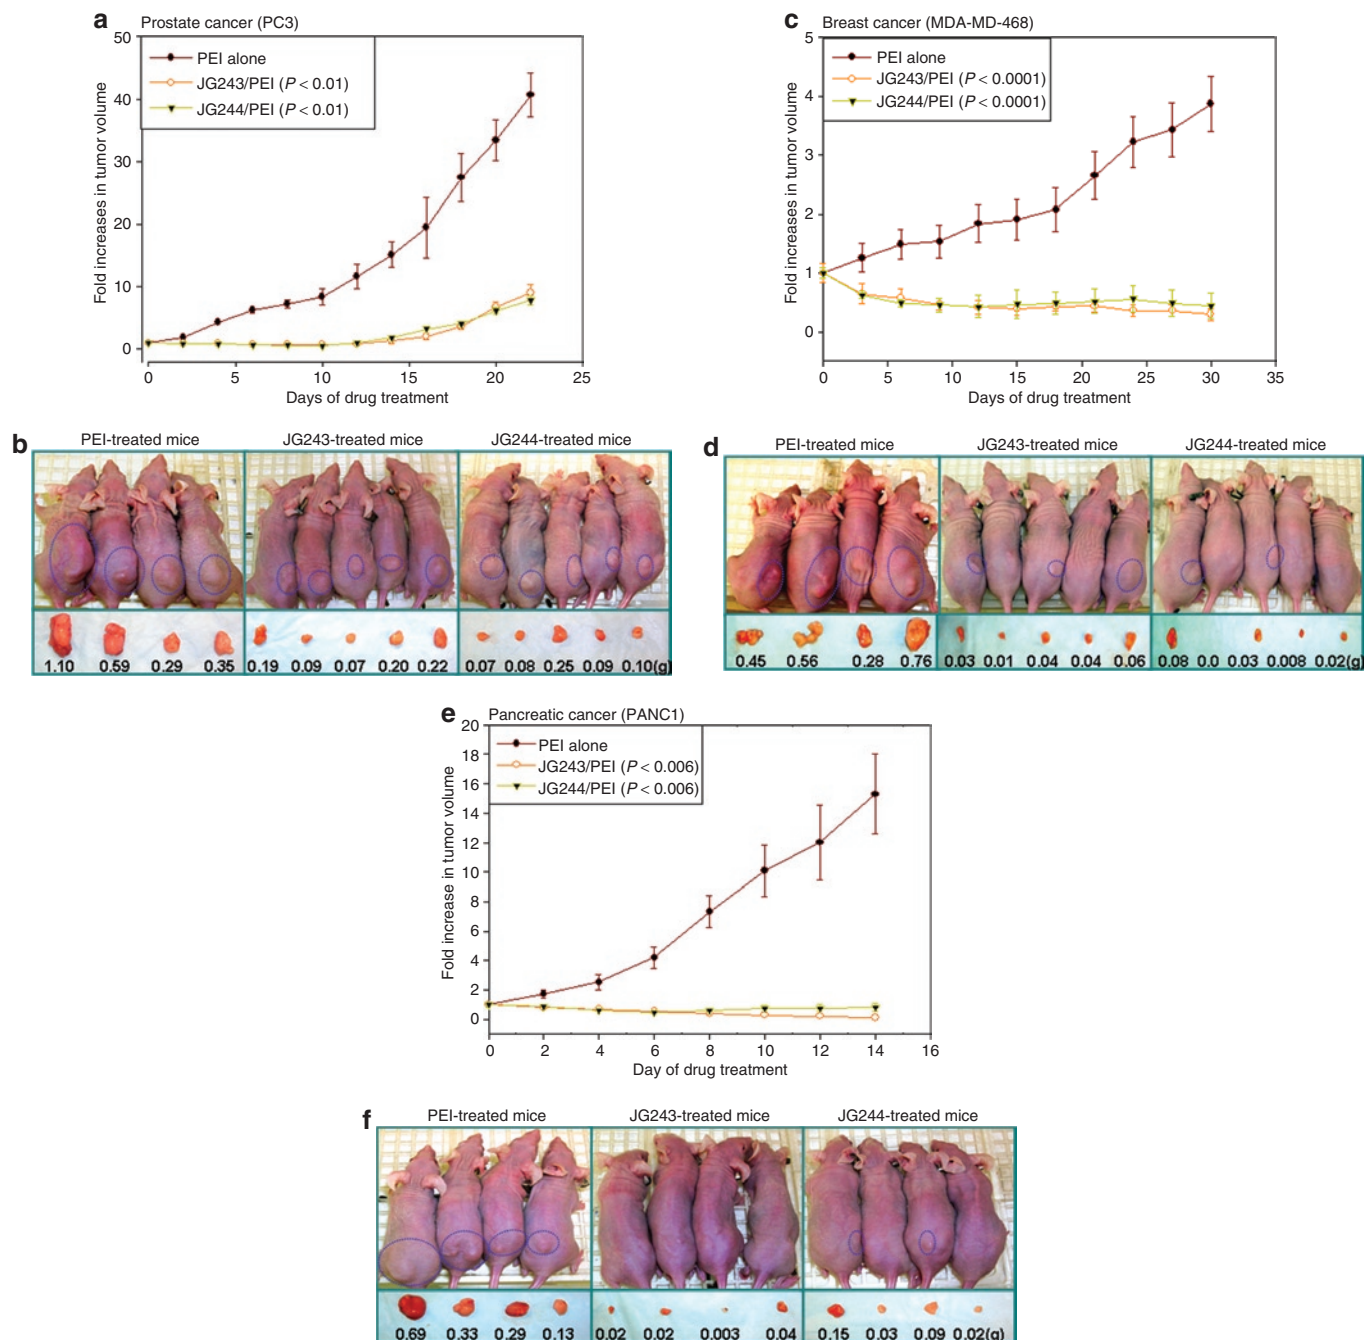 a Prostate cancer (PC3)
50
40
30
20
10
0
Fold increases in tumor volume
PEI alone
JG243/PEI (P < 0.01)
JG244/PEI (P < 0.01)
0 5 10 15 20 25
Days of drug treatment
c Breast cancer (MDA-MD-468)
5
4
3
2
1
0
Fold increases in tumor volume
PEI alone
JG243/PEI (P < 0.0001)
JG244/PEI (P < 0.0001)
0 5 10 15 20 25 30 35
Days of drug treatment
b PEI-treated mice JG243-treated mice JG244-treated mice
1.10 0.59 0.29 0.35 0.19 0.09 0.07 0.20 0.22 0.07 0.08 0.25 0.09 0.10(g)
d PEI-treated mice JG243-treated mice JG244-treated mice
0.45 0.56 0.28 0.76 0.03 0.01 0.04 0.04 0.06 0.08 0.0 0.03 0.008 0.02(g)
e Pancreatic cancer (PANC1)
20
18
16
14
12
10
8
6
4
2
0
Fold increase in tumor volume
PEI alone
JG243/PEI (P < 0.006)
JG244/PEI (P < 0.006)
0 2 4 6 8 10 12 14 16
Day of drug treatment
f PEI-treated mice JG243-treated mice JG244-treated mice
0.69 0.33 0.29 0.13 0.02 0.02 0.003 0.04 0.15 0.03 0.09 0.02(g)